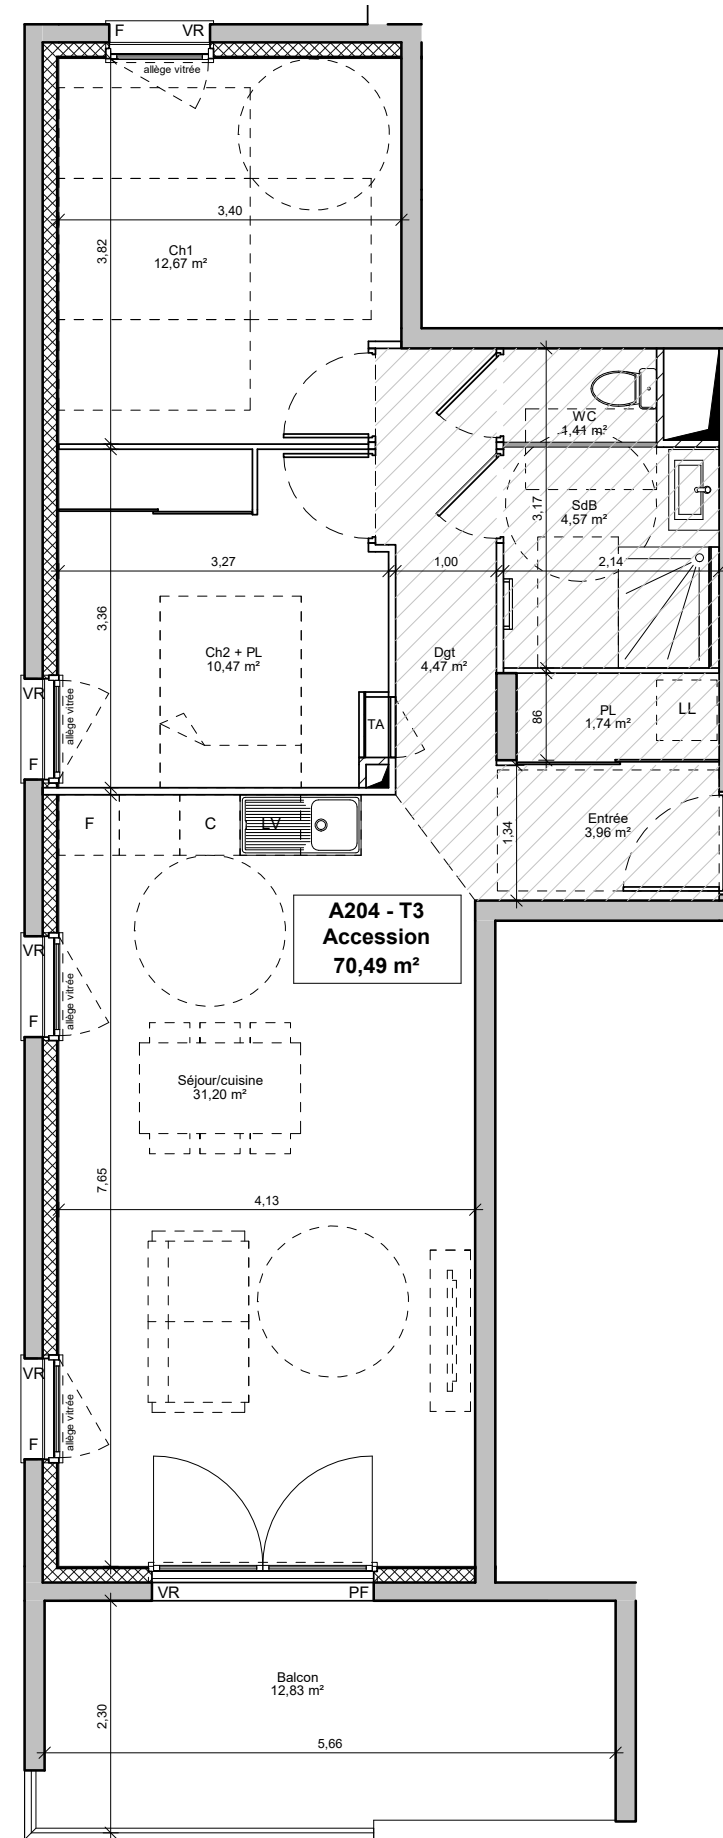 F VR
allège vitrée
3,40
3,82
Ch1
12,67 m²
WC
1,41 m²
3,17
SdB
4,57 m²
3,27
1,00
2,14
3,36
Ch2 + PL
10,47 m²
Dgt
4,47 m²
VR
allège vitrée
F
TA
86
PL
1,74 m²
LL
F
C
LV
1,34
Entrée
3,96 m²
A204 - T3
Accession
70,49 m²
VR
allège vitrée
F
Séjour/cuisine
31,20 m²
7,65
4,13
VR
allège vitrée
F
VR PF
Balcon
12,83 m²
2,30
5,66